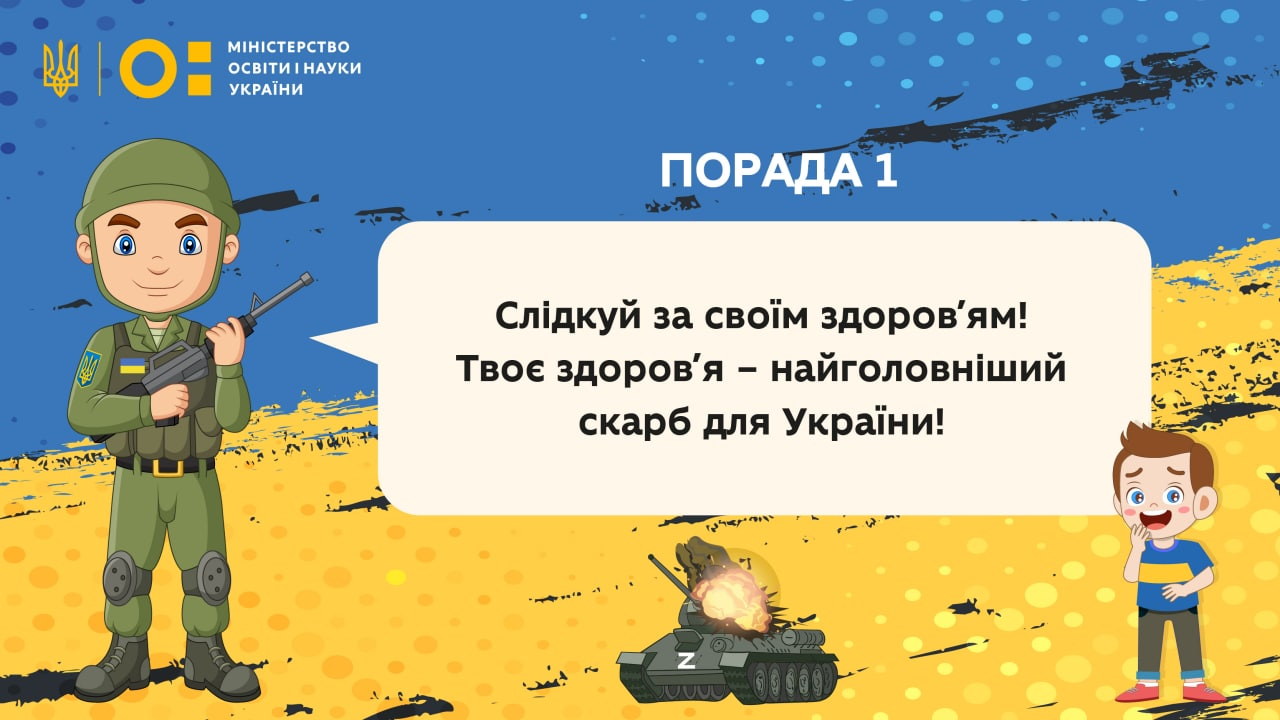 МІНІСТЕРСТВО
ОСВІТИ І НАУКИ
УКРАЇНИ
ПОРАДА 1
Слідкуй за своїм здоров’ям!
Твоє здоров’я – найголовніший
скарб для України!
Z